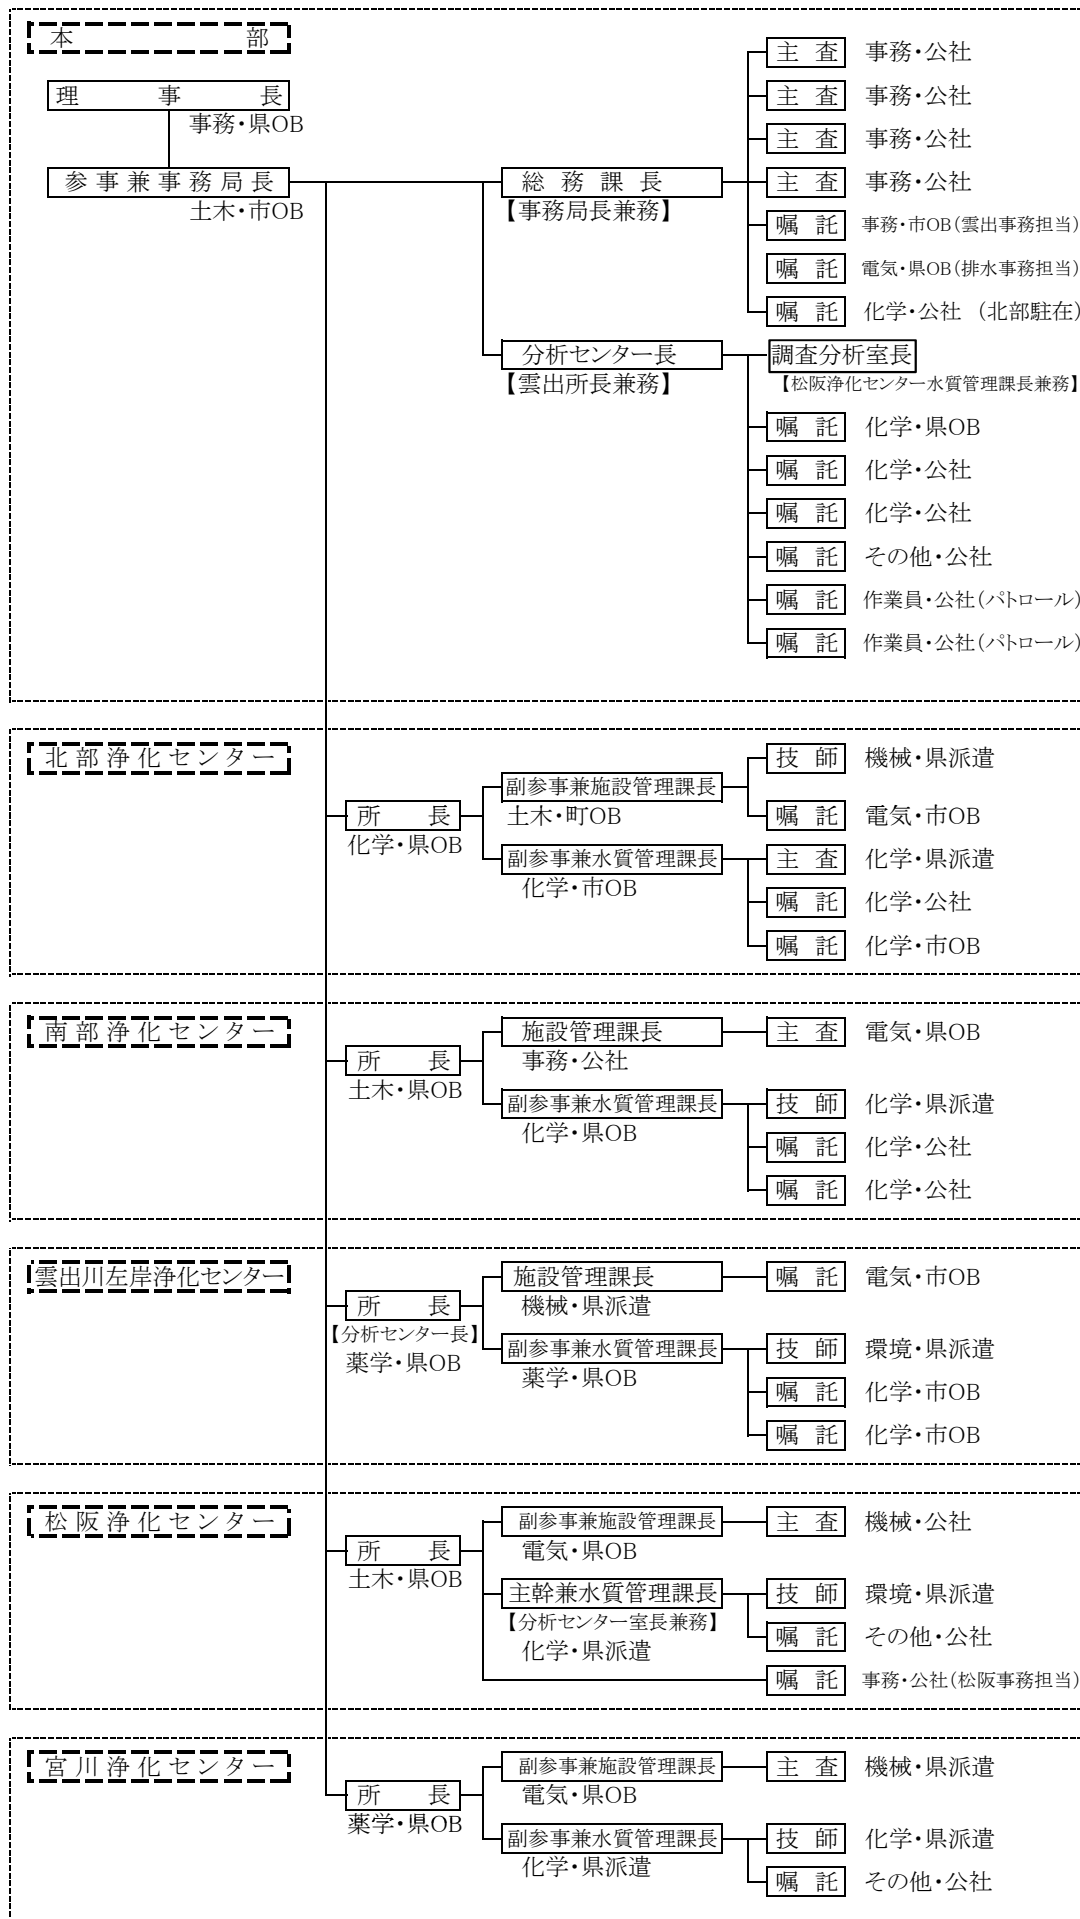 本　部
理事長
事務・県OB
参事兼事務局長
土木・市OB
総務課長
【事務局長兼務】
主査 事務・公社
主査 事務・公社
主査 事務・公社
主査 事務・公社
嘱託 事務・市OB(雲出事務担当)
嘱託 電気・県OB(排水事務担当)
嘱託 化学・公社 （北部駐在)
分析センター長
【雲出所長兼務】
調査分析室長
【松阪浄化センター水質管理課長兼務】
嘱託 化学・県OB
嘱託 化学・公社
嘱託 化学・公社
嘱託 その他・公社
嘱託 作業員・公社(パトロール)
嘱託 作業員・公社(パトロール)
北部浄化センター
所長
化学・県OB
副参事兼施設管理課長
土木・町OB
技師 機械・県派遣
嘱託 電気・市OB
副参事兼水質管理課長
化学・市OB
主査 化学・県派遣
嘱託 化学・公社
嘱託 化学・市OB
南部浄化センター
所長
土木・県OB
施設管理課長
事務・公社
主査 電気・県OB
副参事兼水質管理課長
化学・県OB
技師 化学・県派遣
嘱託 化学・公社
嘱託 化学・公社
雲出川左岸浄化センター
所長
【分析センター長】
薬学・県OB
施設管理課長
機械・県派遣
嘱託 電気・市OB
副参事兼水質管理課長
薬学・県OB
技師 環境・県派遣
嘱託 化学・市OB
嘱託 化学・市OB
松阪浄化センター
所長
土木・県OB
副参事兼施設管理課長
電気・県OB
主査 機械・公社
主幹兼水質管理課長
【分析センター室長兼務】
化学・県派遣
技師 環境・県派遣
嘱託 その他・公社
嘱託 事務・公社(松阪事務担当)
宮川浄化センター
所長
薬学・県OB
副参事兼施設管理課長
電気・県OB
主査 機械・県派遣
副参事兼水質管理課長
化学・県派遣
技師 化学・県派遣
嘱託 その他・公社